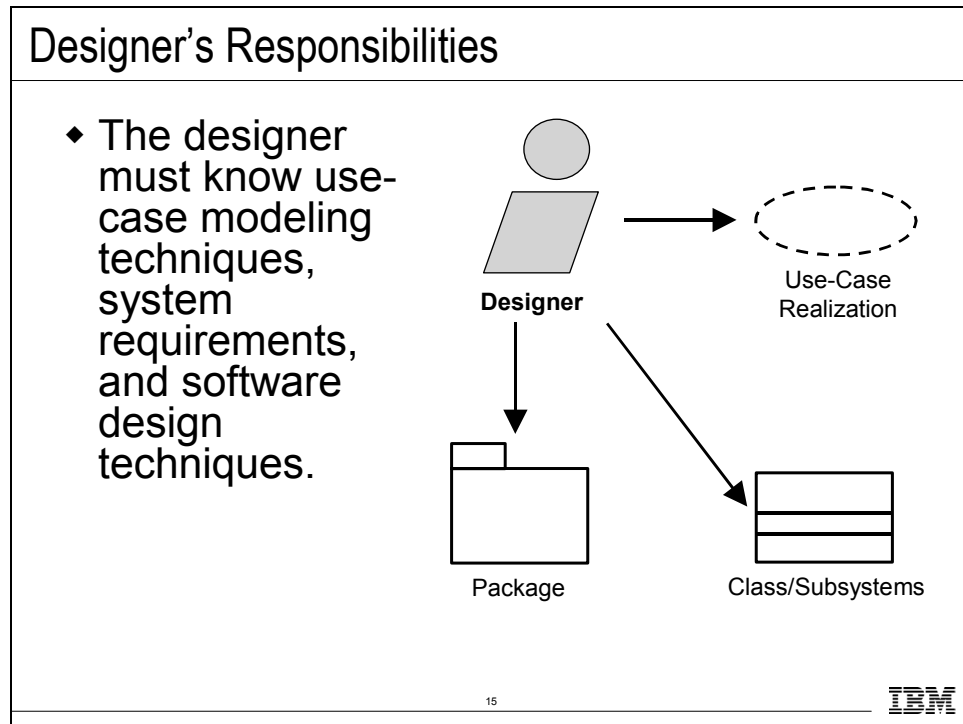 Designer’s Responsibilities
◆ The designer
must know use-
case modeling
techniques,
system
requirements,
and software
design
techniques.
Designer
Use-Case
Realization
Package
Class/Subsystems
15
IBM